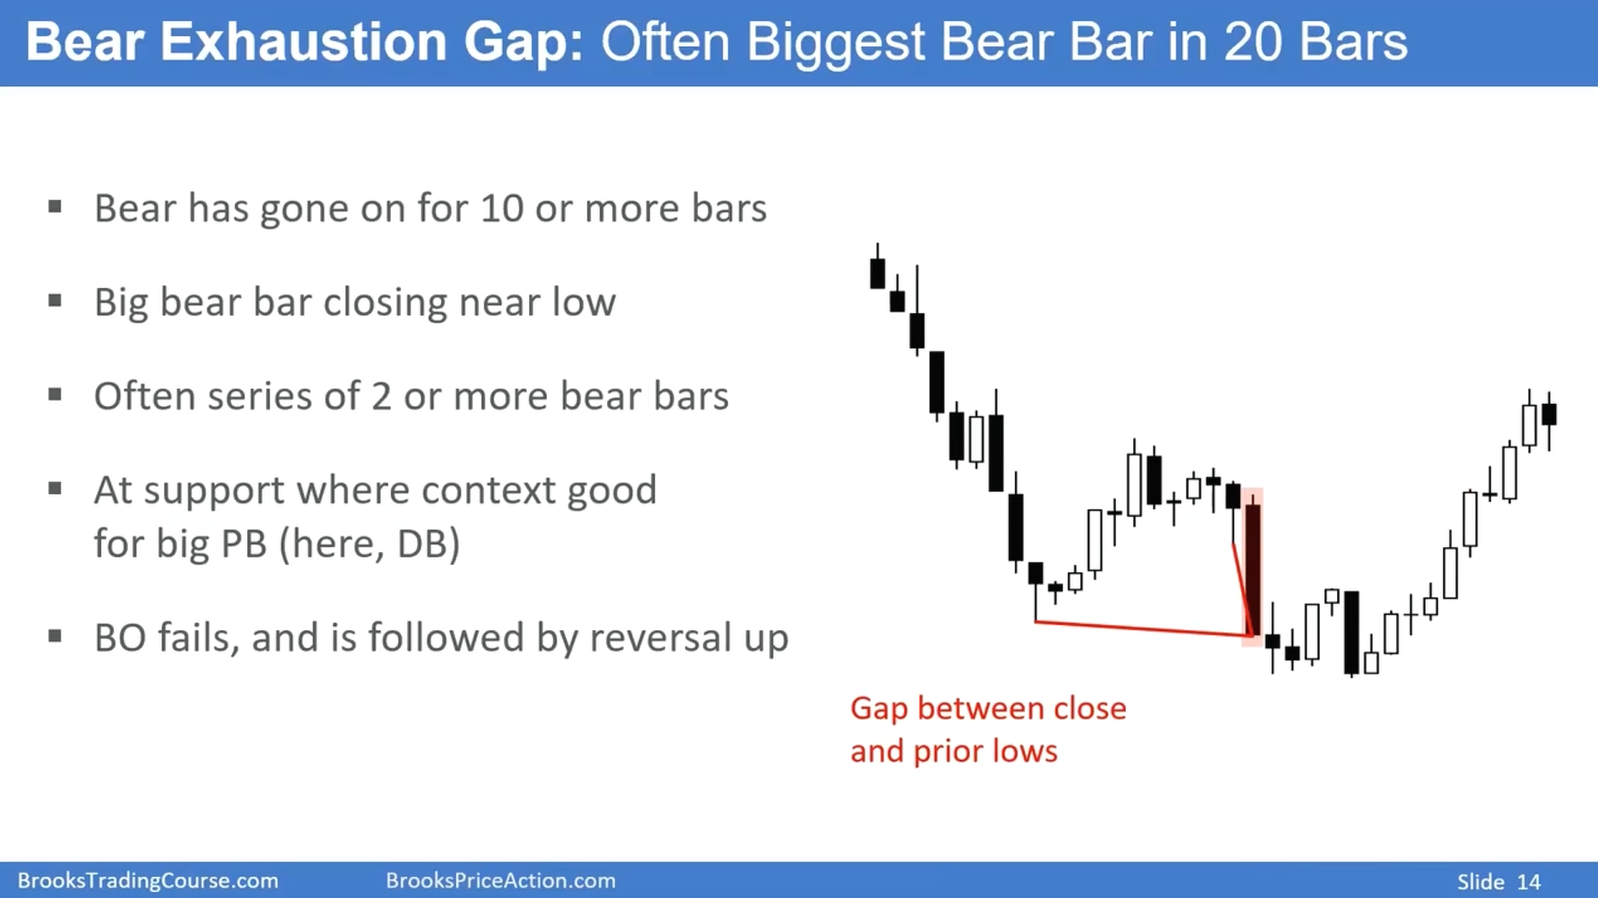 Bear Exhaustion Gap: Often Biggest Bear Bar in 20 Bars
▪ Bear has gone on for 10 or more bars
▪ Big bear bar closing near low
▪ Often series of 2 or more bear bars
▪ At support where context good
for big PB (here, DB)
▪ BO fails, and is followed by reversal up
Gap between close
and prior lows
BrooksTradingCourse.com
BrooksPriceAction.com
Slide 14